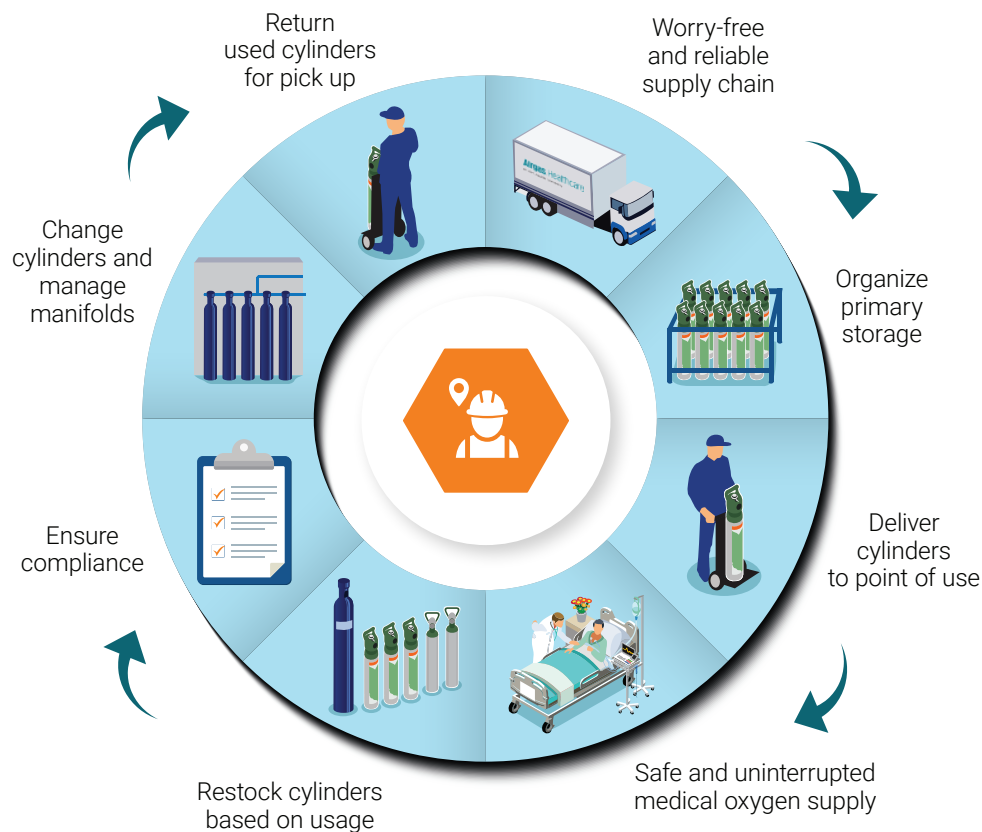 Return
used cylinders
for pick up
Worry-free
and reliable
supply chain
Airgas Healthcare
Organize
primary
storage
Deliver
cylinders
to point of use
Safe and uninterrupted
medical oxygen supply
Restock cylinders
based on usage
Ensure
compliance
Change
cylinders and
manage
manifolds